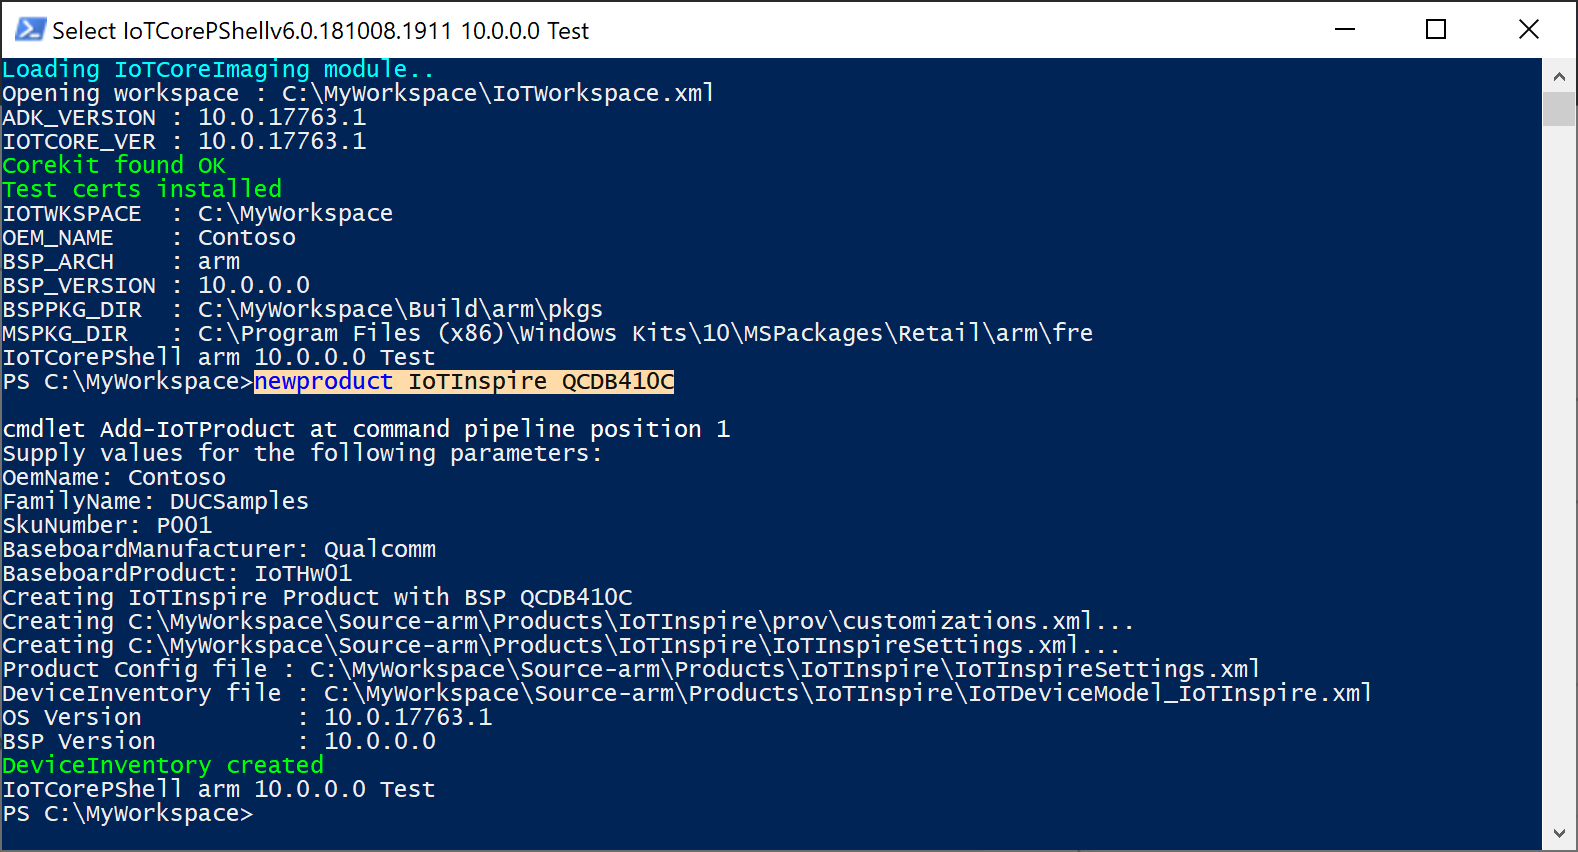 Select IoTCorePShellv6.0.181008.1911 10.0.0.0 Test
Loading IoTCoreImaging module..
Opening workspace : C:\MyWorkspace\IoTWorkspace.xml
ADK_VERSION : 10.0.17763.1
IOTCORE_VER : 10.0.17763.1
Corekit found OK
Test certs installed
IOTWKSPACE  : C:\MyWorkspace
OEM_NAME    : Contoso
BSP_ARCH    : arm
BSP_VERSION : 10.0.0.0
BSPPKG_DIR  : C:\MyWorkspace\Build\arm\pkgs
MSPKG_DIR   : C:\Program Files (x86)\Windows Kits\10\MSPackages\Retail\arm\fre
IoTCorePShell arm 10.0.0.0 Test
PS C:\MyWorkspace>newproduct IoTInspire QCDB410C
cmdlet Add-IoTProduct at command pipeline position 1
Supply values for the following parameters:
OemName: Contoso
FamilyName: DUCSamples
SkuNumber: P001
BaseboardManufacturer: Qualcomm
BaseboardProduct: IoTHw01
Creating IoTInspire Product with BSP QCDB410C
Creating C:\MyWorkspace\Source-arm\Products\IoTInspire\prov\customizations.xml...
Creating C:\MyWorkspace\Source-arm\Products\IoTInspire\IoTInspireSettings.xml...
Product Config file : C:\MyWorkspace\Source-arm\Products\IoTInspire\IoTInspireSettings.xml
DeviceInventory file : C:\MyWorkspace\Source-arm\Products\IoTInspire\IoTDeviceModel_IoTInspire.xml
OS Version           : 10.0.17763.1
BSP Version          : 10.0.0.0
DeviceInventory created
IoTCorePShell arm 10.0.0.0 Test
PS C:\MyWorkspace>